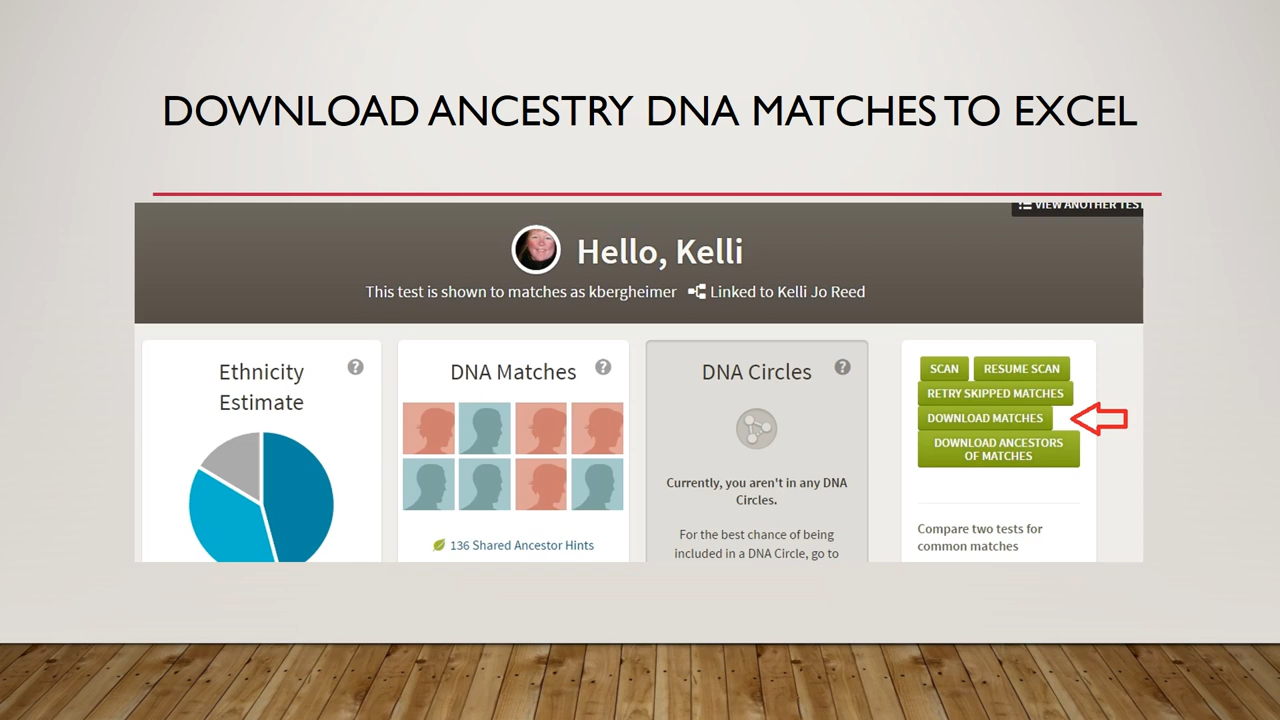 DOWNLOAD ANCESTRY DNA MATCHES TO EXCEL
VIEW ANOTHER TEST
Hello, Kelli
This test is shown to matches as kbergheimer Linked to Kelli Jo Reed
Ethnicity
Estimate
?
DNA Matches
?
136 Shared Ancestor Hints
DNA Circles
?
Currently, you aren't in any DNA
Circles.
For the best chance of being
included in a DNA Circle, go to
SCAN
RESUME SCAN
RETRY SKIPPED MATCHES
DOWNLOAD MATCHES
DOWNLOAD ANCESTORS
OF MATCHES
Compare two tests for
common matches